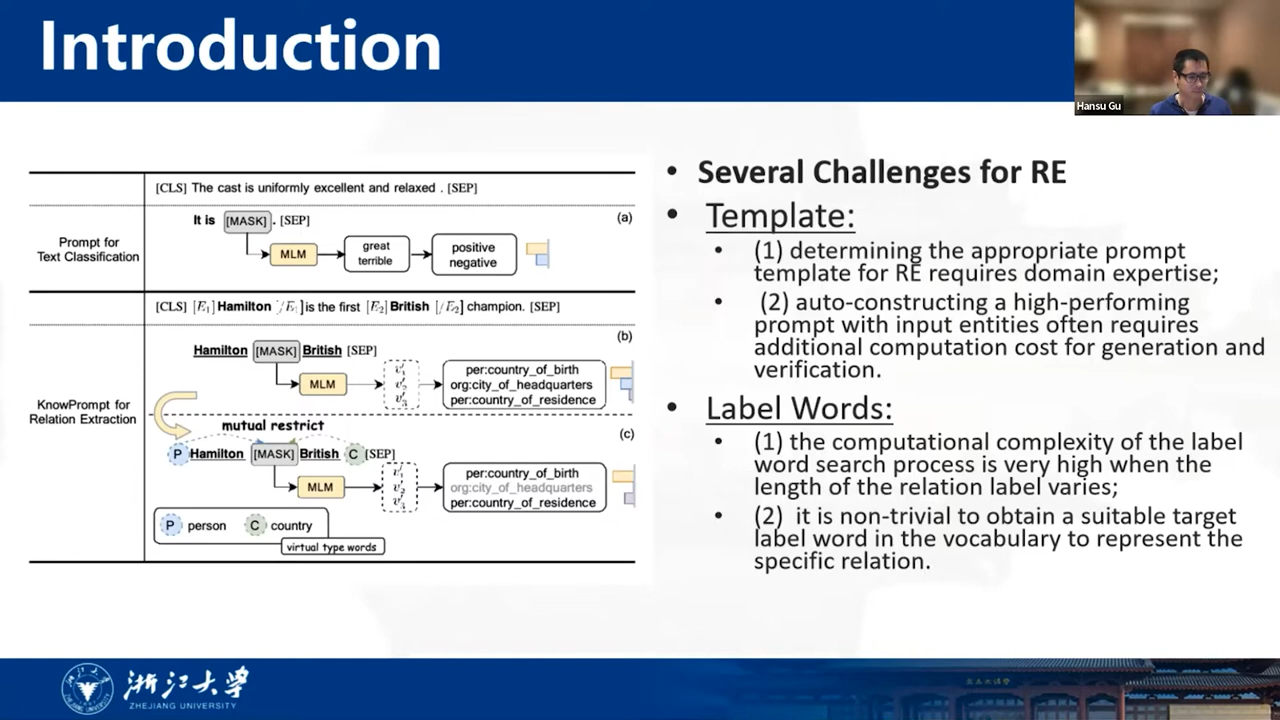 Introduction
Hansu Gu
[CLS] The cast is uniformly excellent and relaxed . [SEP]
Prompt for
Text Classification
It is [MASK] . [SEP]
(a)
MLM
great
terrible
positive
negative
[CLS] [E₁] Hamilton [/E₁] is the first [E₂] British [/E₂] champion. [SEP]
KnowPrompt for
Relation Extraction
(b)
Hamilton [MASK] British [SEP]
MLM
per:country_of_birth
org:city_of_headquarters
per:country_of_residence
mutual restrict
(c)
P Hamilton [MASK] British C [SEP]
MLM
per:country_of_birth
org:city_of_headquarters
per:country_of_residence
P person C country
virtual type words
• Several Challenges for RE
• Template:
• (1) determining the appropriate prompt
template for RE requires domain expertise;
• (2) auto-constructing a high-performing
prompt with input entities often requires
additional computation cost for generation and
verification.
• Label Words:
• (1) the computational complexity of the label
word search process is very high when the
length of the relation label varies;
• (2) it is non-trivial to obtain a suitable target
label word in the vocabulary to represent the
specific relation.
浙江大学
ZHEJIANG UNIVERSITY